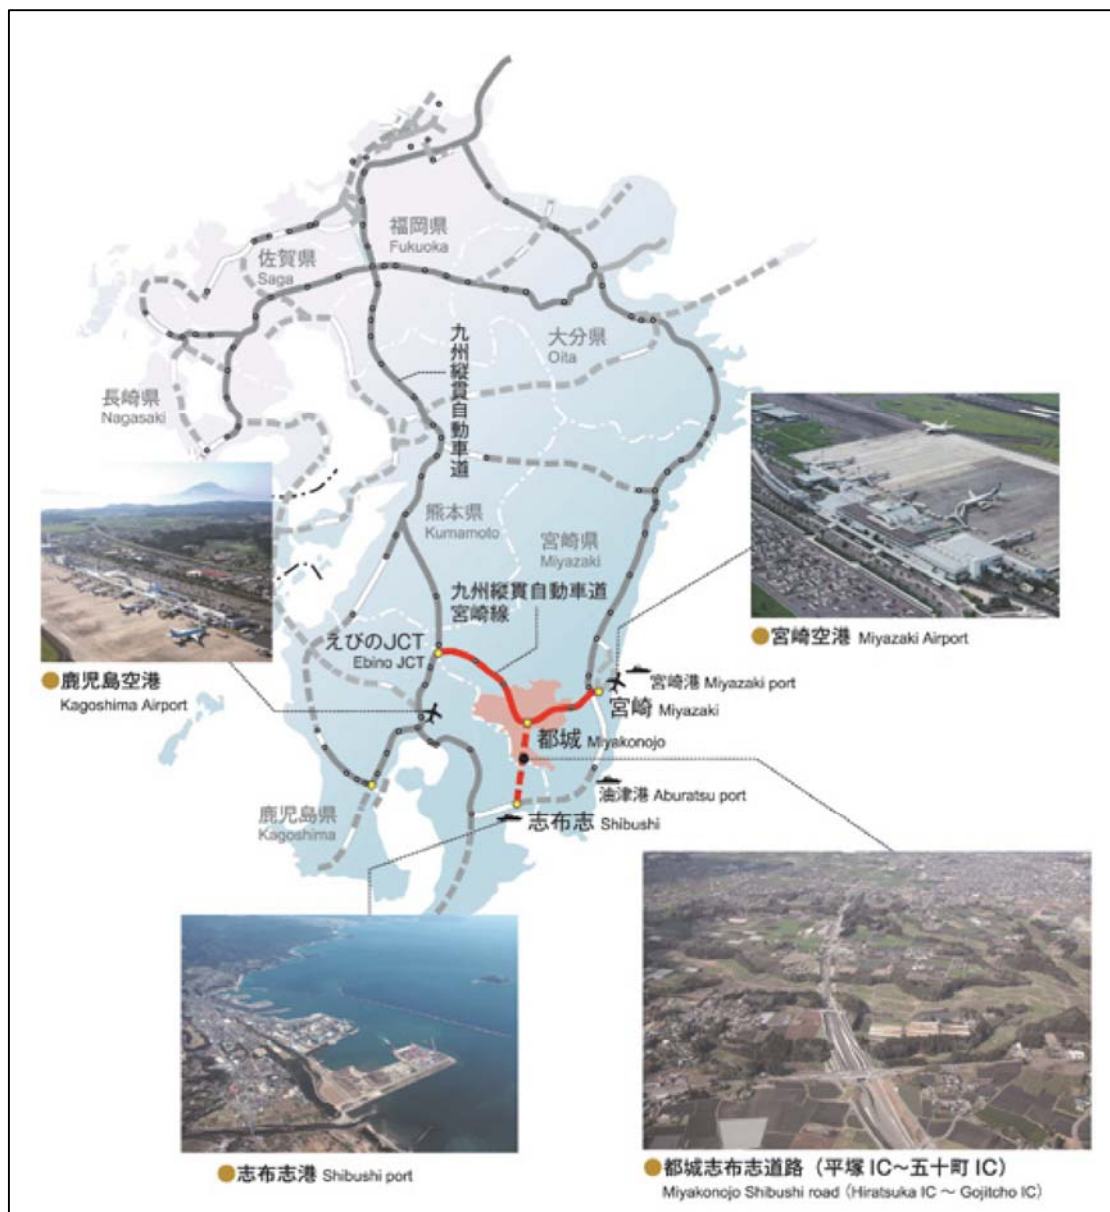 福岡県
Fukuoka
佐賀県
Saga
大分県
Oita
長崎県
Nagasaki
九州縦貫自動車道
熊本県
Kumamoto
宮崎県
Miyazaki
九州縦貫自動車道
宮崎線
えびのJCT
Ebino JCT
宮崎空港 Miyazaki Airport
鹿児島空港
Kagoshima Airport
宮崎港 Miyazaki port
宮崎 Miyazaki
都城 Miyakonojo
油津港 Aburatsu port
鹿児島県
Kagoshima
志布志 Shibushi
志布志港 Shibushi port
都城志布志道路（平塚 IC～五十町 IC）
Miyakonojo Shibushi road (Hiratsuka IC ～ Gojitcho IC)